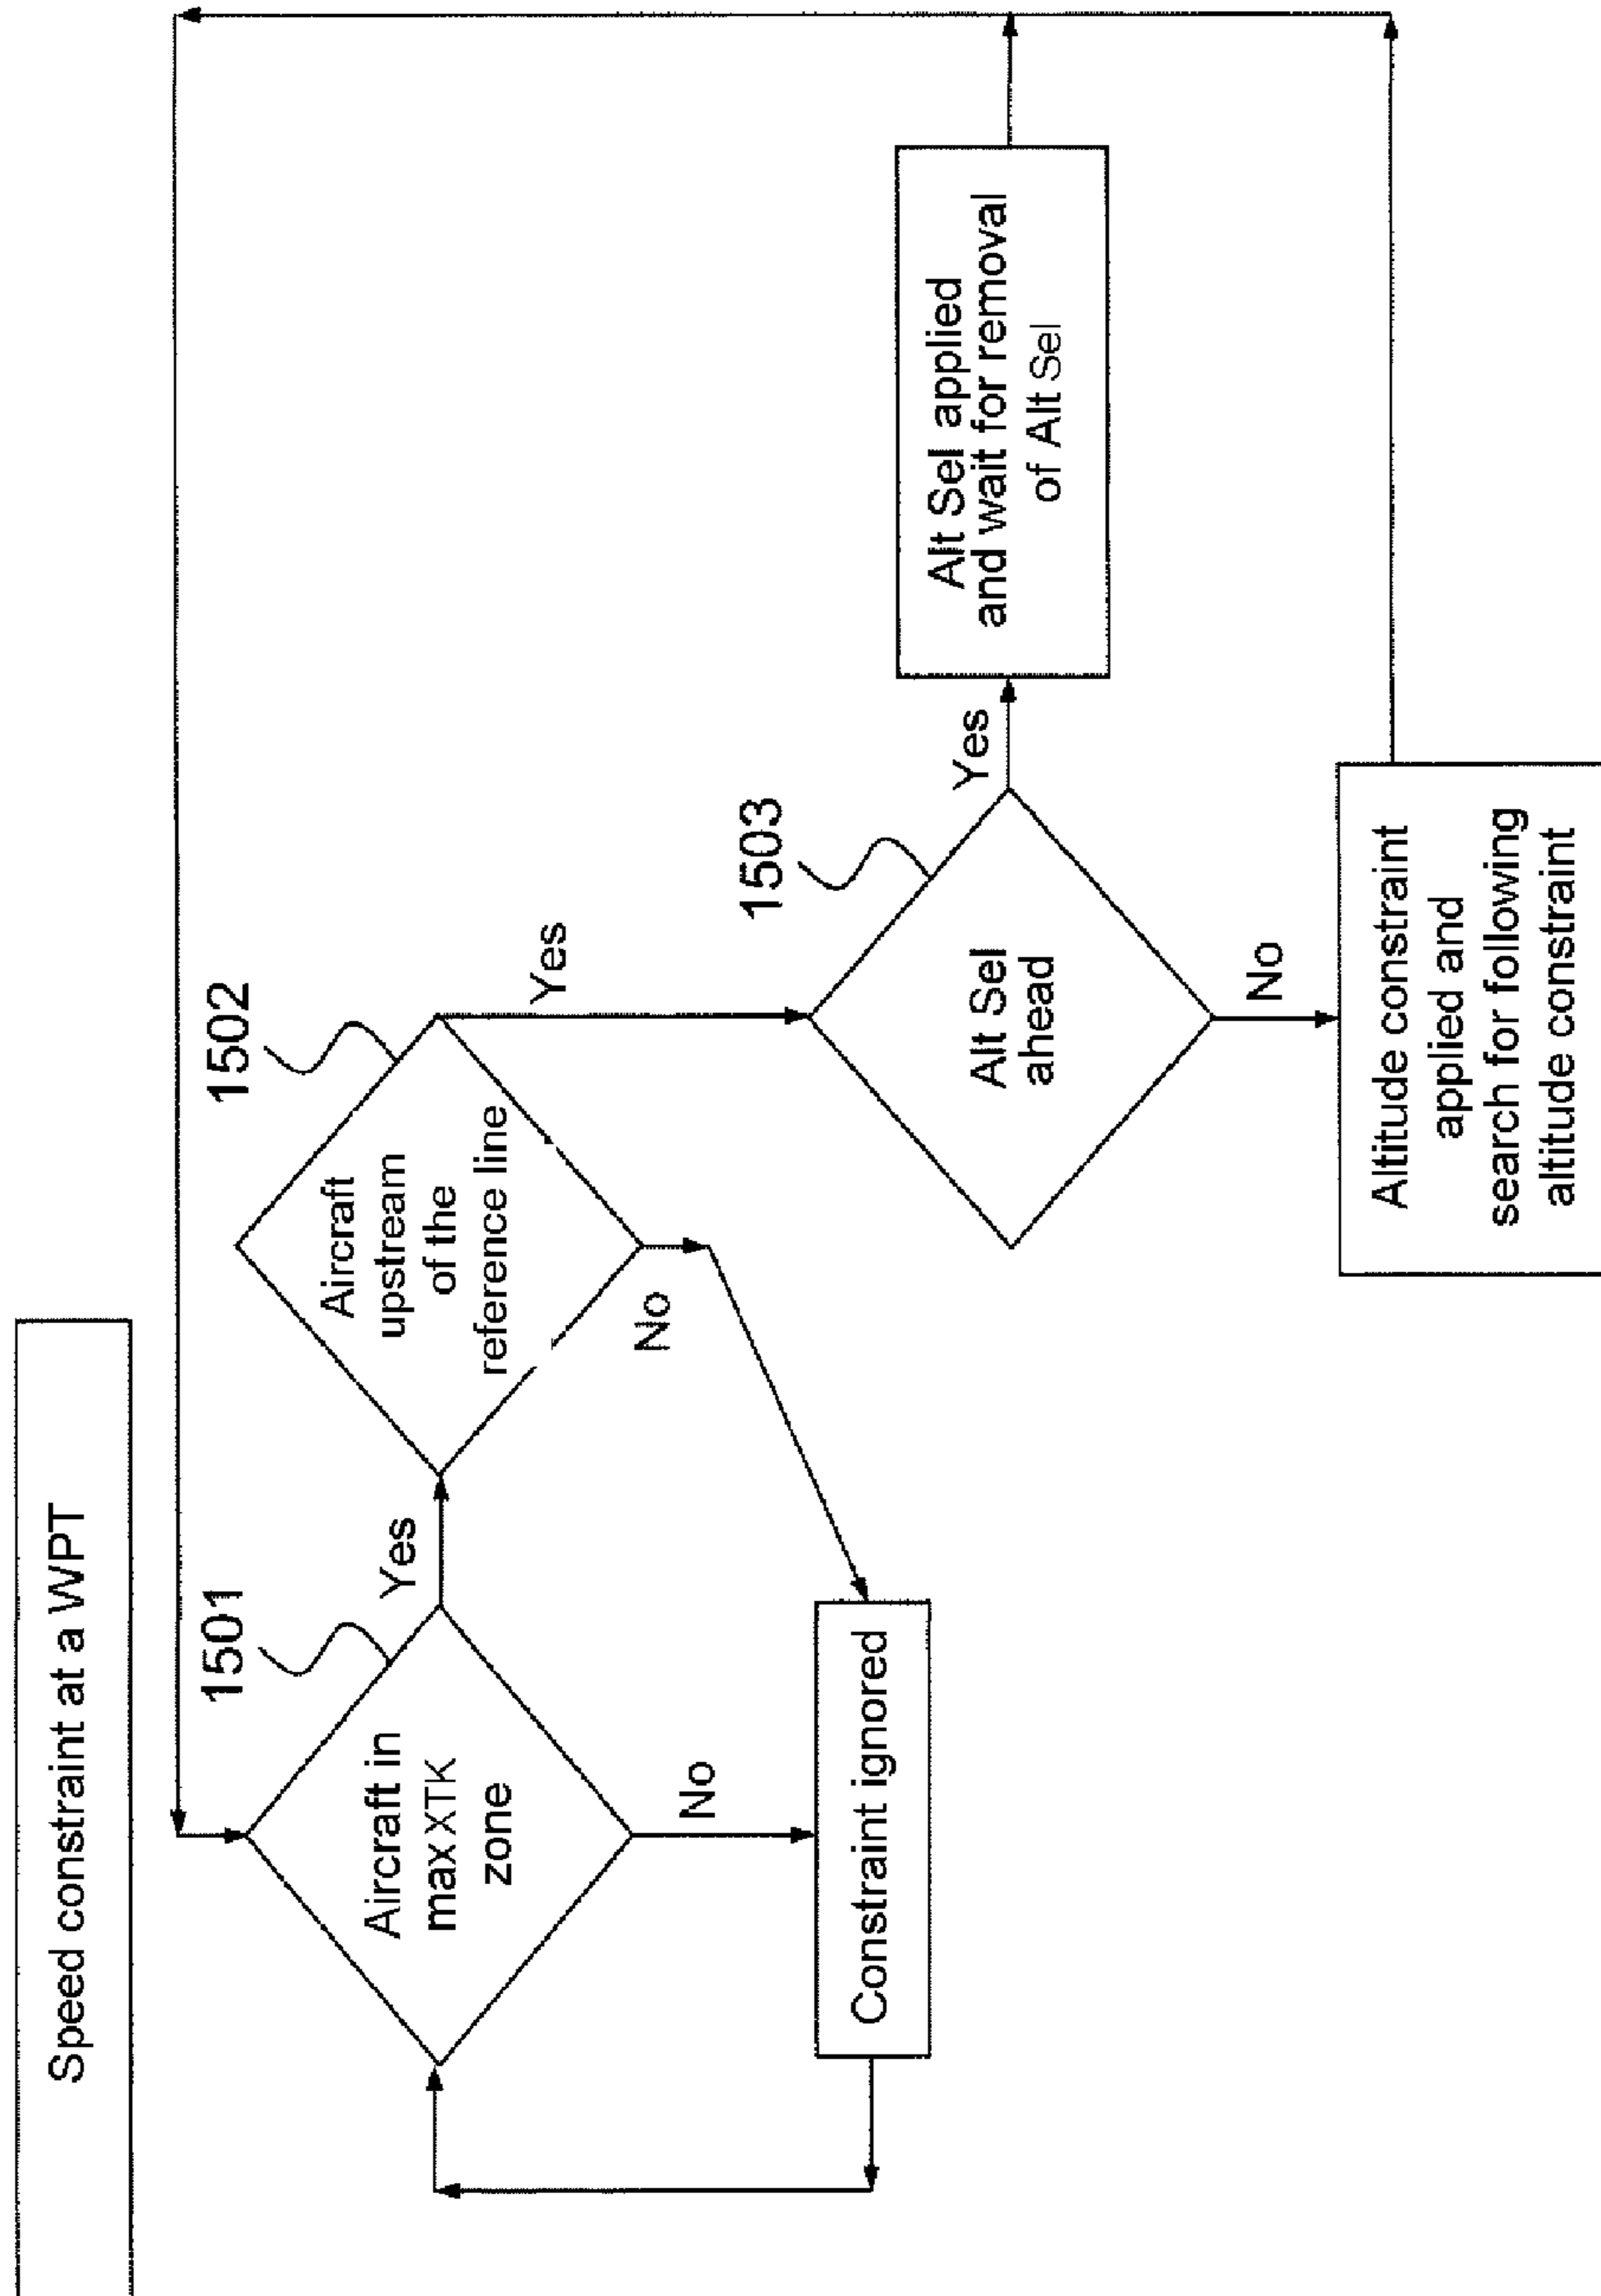 Speed constraint at a WPT
1501
Aircraft in
max XTK
zone
Yes
No
1502
Aircraft
upstream
of the
reference line
Yes
No
Constraint ignored
1503
Alt Sel
ahead
Yes
No
Alt Sel applied
and wait for removal
of Alt Sel
Altitude constraint
applied and
search for following
altitude constraint